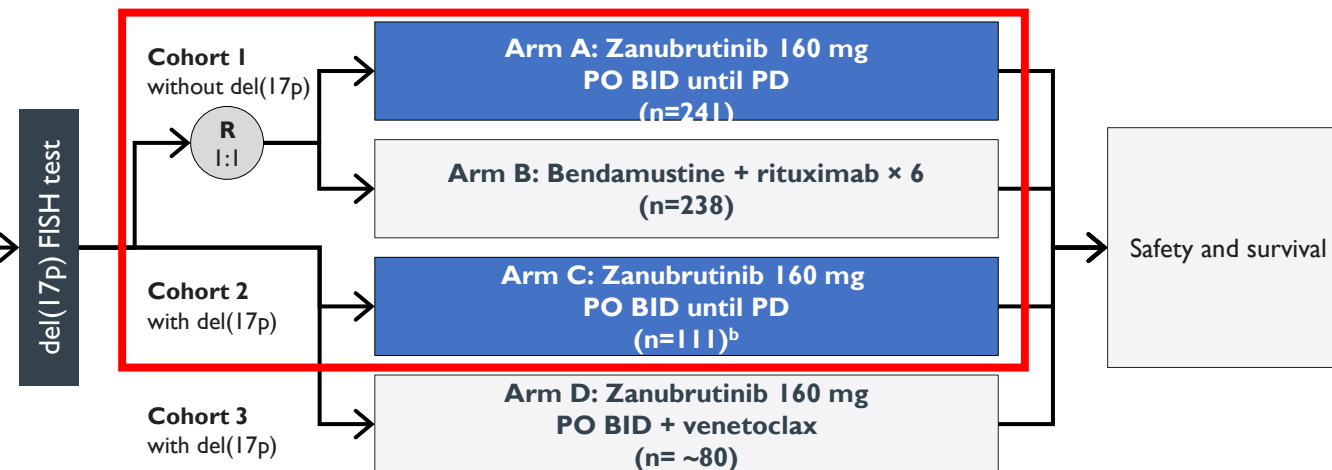 del(17p) FISH test
Cohort 1
without del(17p)
R
1:1
Arm A: Zanubrutinib 160 mg
PO BID until PD
(n=241)
Arm B: Bendamustine + rituximab × 6
(n=238)
Cohort 2
with del(17p)
Arm C: Zanubrutinib 160 mg
PO BID until PD
(n=111)ᵇ
Cohort 3
with del(17p)
Arm D: Zanubrutinib 160 mg
PO BID + venetoclax
(n= ~80)
Safety and survival